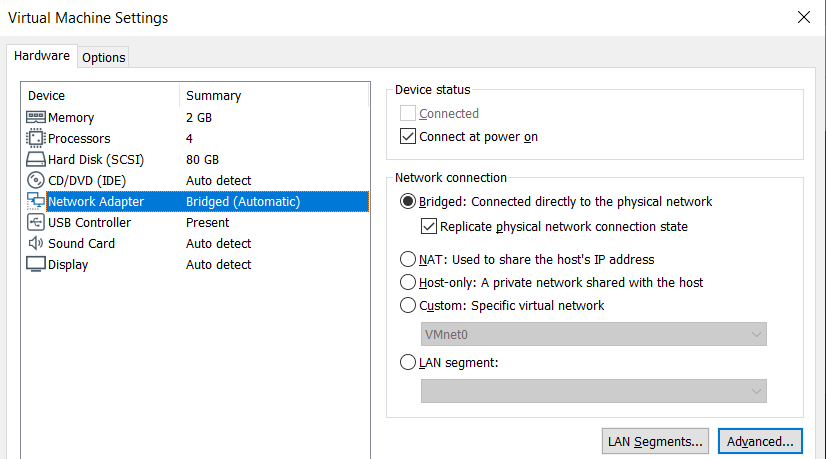 Virtual Machine Settings
Hardware Options
Device Summary
Memory 2 GB
Processors 4
Hard Disk (SCSI) 80 GB
CD/DVD (IDE) Auto detect
Network Adapter Bridged (Automatic)
USB Controller Present
Sound Card Auto detect
Display Auto detect
Device status
Connected
Connect at power on
Network connection
Bridged: Connected directly to the physical network
Replicate physical network connection state
NAT: Used to share the host's IP address
Host-only: A private network shared with the host
Custom: Specific virtual network
VMnet0
LAN segment:
LAN Segments... Advanced...